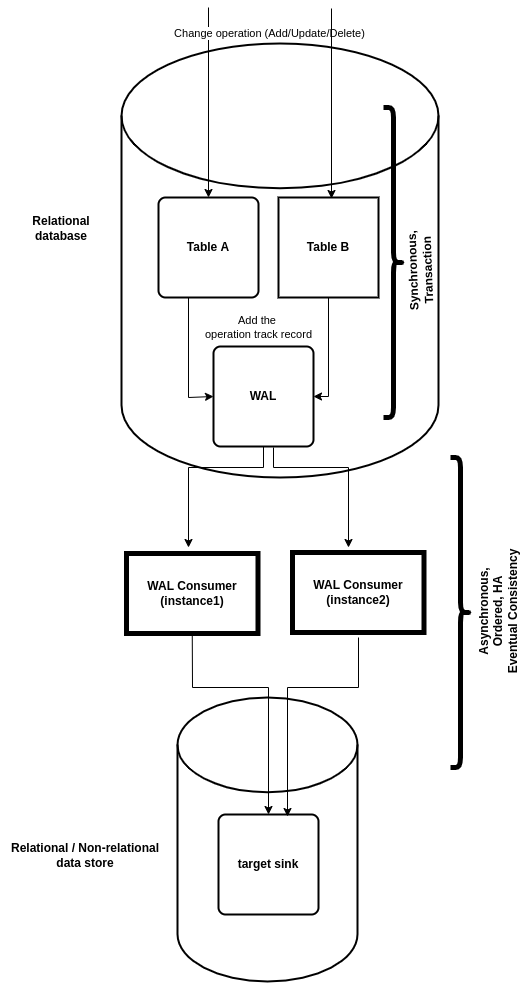 Change operation (Add/Update/Delete)
Relational
database
Table A
Table B
Synchronous,
Transaction
Add the
operation track record
WAL
WAL Consumer
(instance1)
WAL Consumer
(instance2)
Asynchronous,
Ordered, HA
Eventual Consistency
Relational / Non-relational
data store
target sink